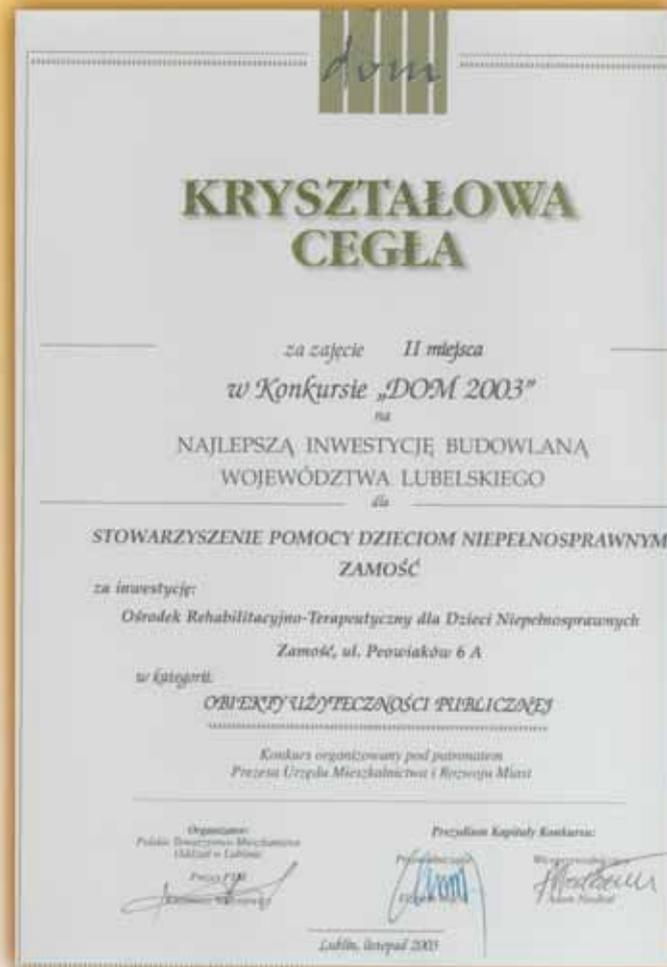 dom
KRYSZTAŁOWA
CEGŁA
za zajęcie II miejsca
w Konkursie „DOM 2003”
na
NAJLEPSZĄ INWESTYCJĘ BUDOWLANĄ
WOJEWÓDZTWA LUBELSKIEGO
dla
STOWARZYSZENIE POMOCY DZIECIOM NIEPEŁNOSPRAWNYM
ZAMOŚĆ
za inwestycję:
Ośrodek Rehabilitacyjno-Terapeutyczny dla Dzieci Niepełnosprawnych
Zamość, ul. Peowiaków 6 A
w kategorii:
OBIEKTY UŻYTECZNOŚCI PUBLICZNEJ
Konkurs organizowany pod patronatem
Prezesa Urzędu Mieszkalnictwa i Rozwoju Miast
Organizator:
Polskie Towarzystwo Mieszkaniowe
Oddział w Lublinie
Prezes PTM
Prezydium Kapituły Konkursu:
Przewodniczący
Lublin, listopad 2003